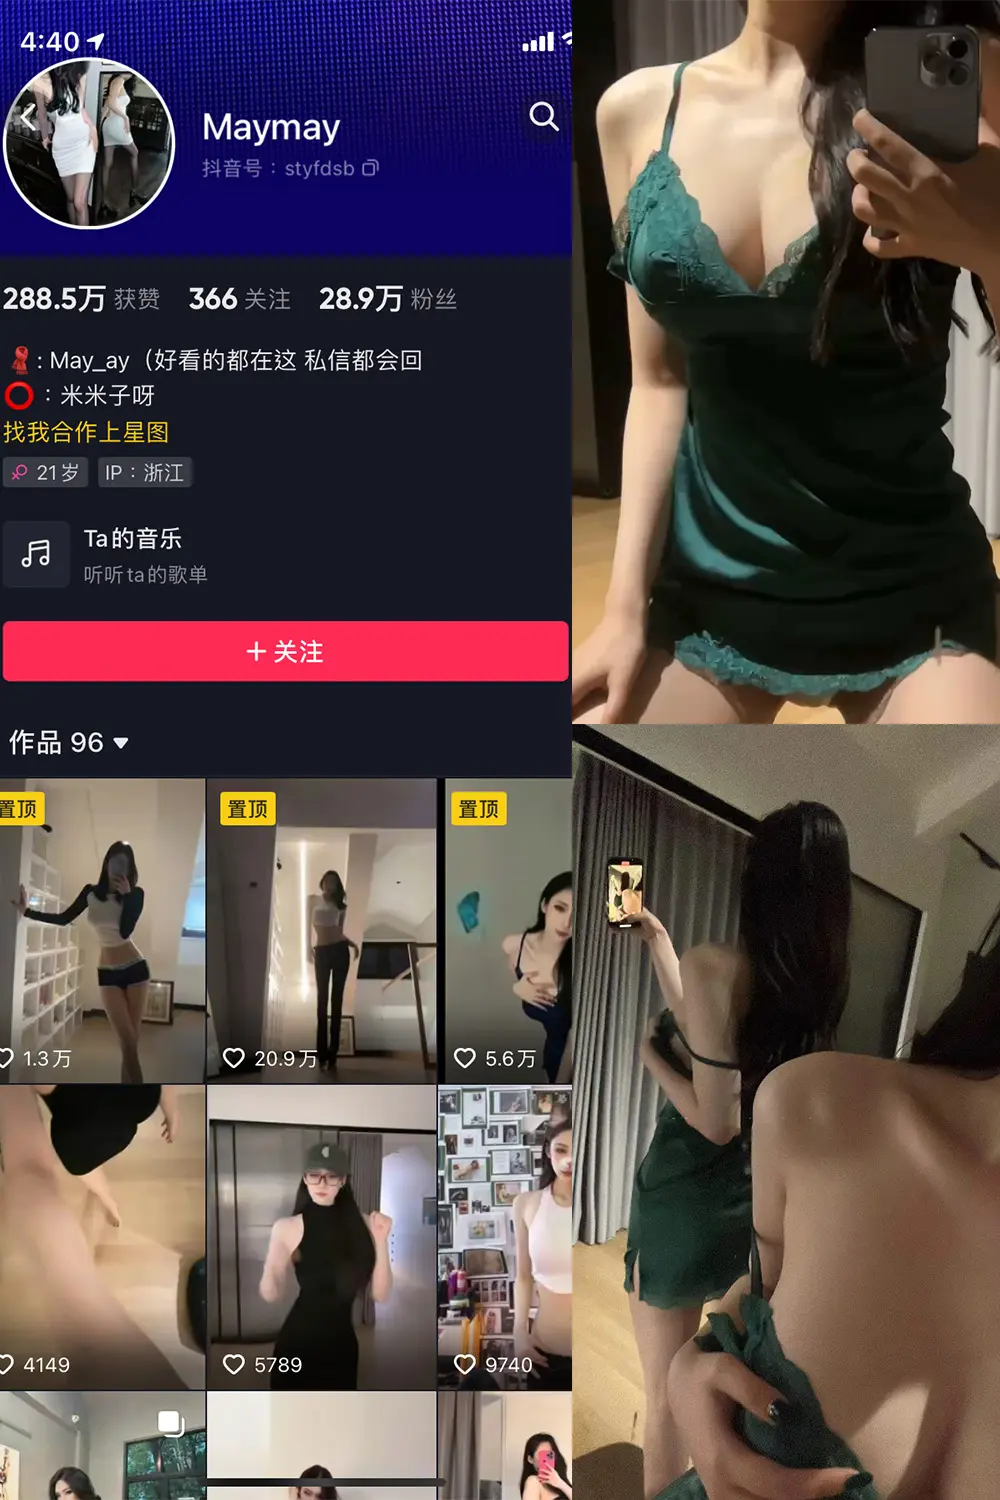 4:40
Maymay
抖音号：styfdsb
288.5万 获赞 366 关注 28.9万 粉丝
: May_ay（好看的都在这 私信都会回
：米米子呀
找我合作上星图
21岁 IP：浙江
Ta的音乐
听听ta的歌单
+ 关注
作品 96
置顶 置顶 置顶
1.3万 20.9万 5.6万
4149 5789 9740